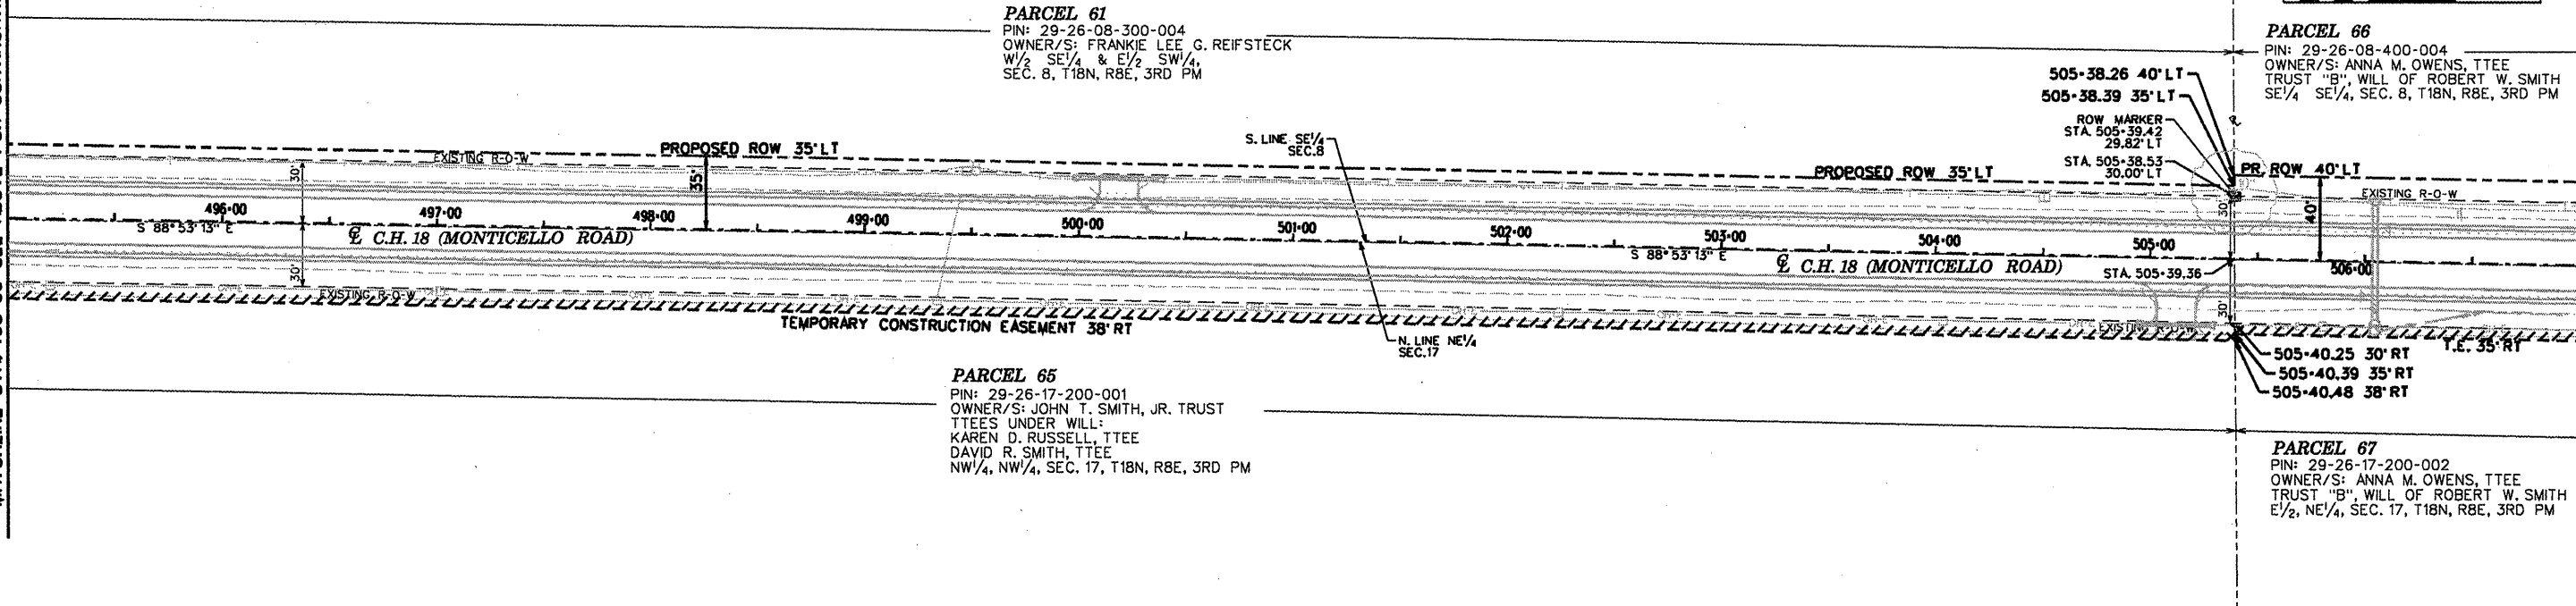 PARCEL 61
PIN: 29-26-08-300-004
OWNER/S: FRANKIE LEE G. REIFSTECK
W1/2 SE1/4 & E1/2 SW1/4,
SEC. 8, T18N, R8E, 3RD PM
PARCEL 66
PIN: 29-26-08-400-004
OWNER/S: ANNA M. OWENS, TTEE
TRUST "B", WILL OF ROBERT W. SMITH
SE1/4 SE1/4, SEC. 8, T18N, R8E, 3RD PM
505+38.26 40' LT
505+38.39 35' LT
ROW MARKER
STA. 505+39.42
29.82' LT
STA. 505+38.53
30.00' LT
S. LINE SE1/4
SEC.8
PROPOSED ROW 35' LT
PROPOSED ROW 35' LT
PR. ROW 40' LT
EXISTING R-O-W
EXISTING R-O-W
30'
35'
30'
40'
496+00
497+00
498+00
499+00
500+00
501+00
502+00
503+00
504+00
505+00
506+00
S 88° 53' 13" E
℄ C.H. 18 (MONTICELLO ROAD)
S 88° 53' 13" E
℄ C.H. 18 (MONTICELLO ROAD)
STA. 505+39.36
30'
30'
EXISTING R-O-W
TEMPORARY CONSTRUCTION EASEMENT 38' RT
N. LINE NE1/4
SEC.17
T.E. 35' RT
505+40.25 30' RT
505+40.39 35' RT
505+40.48 38' RT
PARCEL 65
PIN: 29-26-17-200-001
OWNER/S: JOHN T. SMITH, JR. TRUST
TTEES UNDER WILL:
KAREN D. RUSSELL, TTEE
DAVID R. SMITH, TTEE
NW1/4, NW1/4, SEC. 17, T18N, R8E, 3RD PM
PARCEL 67
PIN: 29-26-17-200-002
OWNER/S: ANNA M. OWENS, TTEE
TRUST "B", WILL OF ROBERT W. SMITH
E1/2, NE1/4, SEC. 17, T18N, R8E, 3RD PM